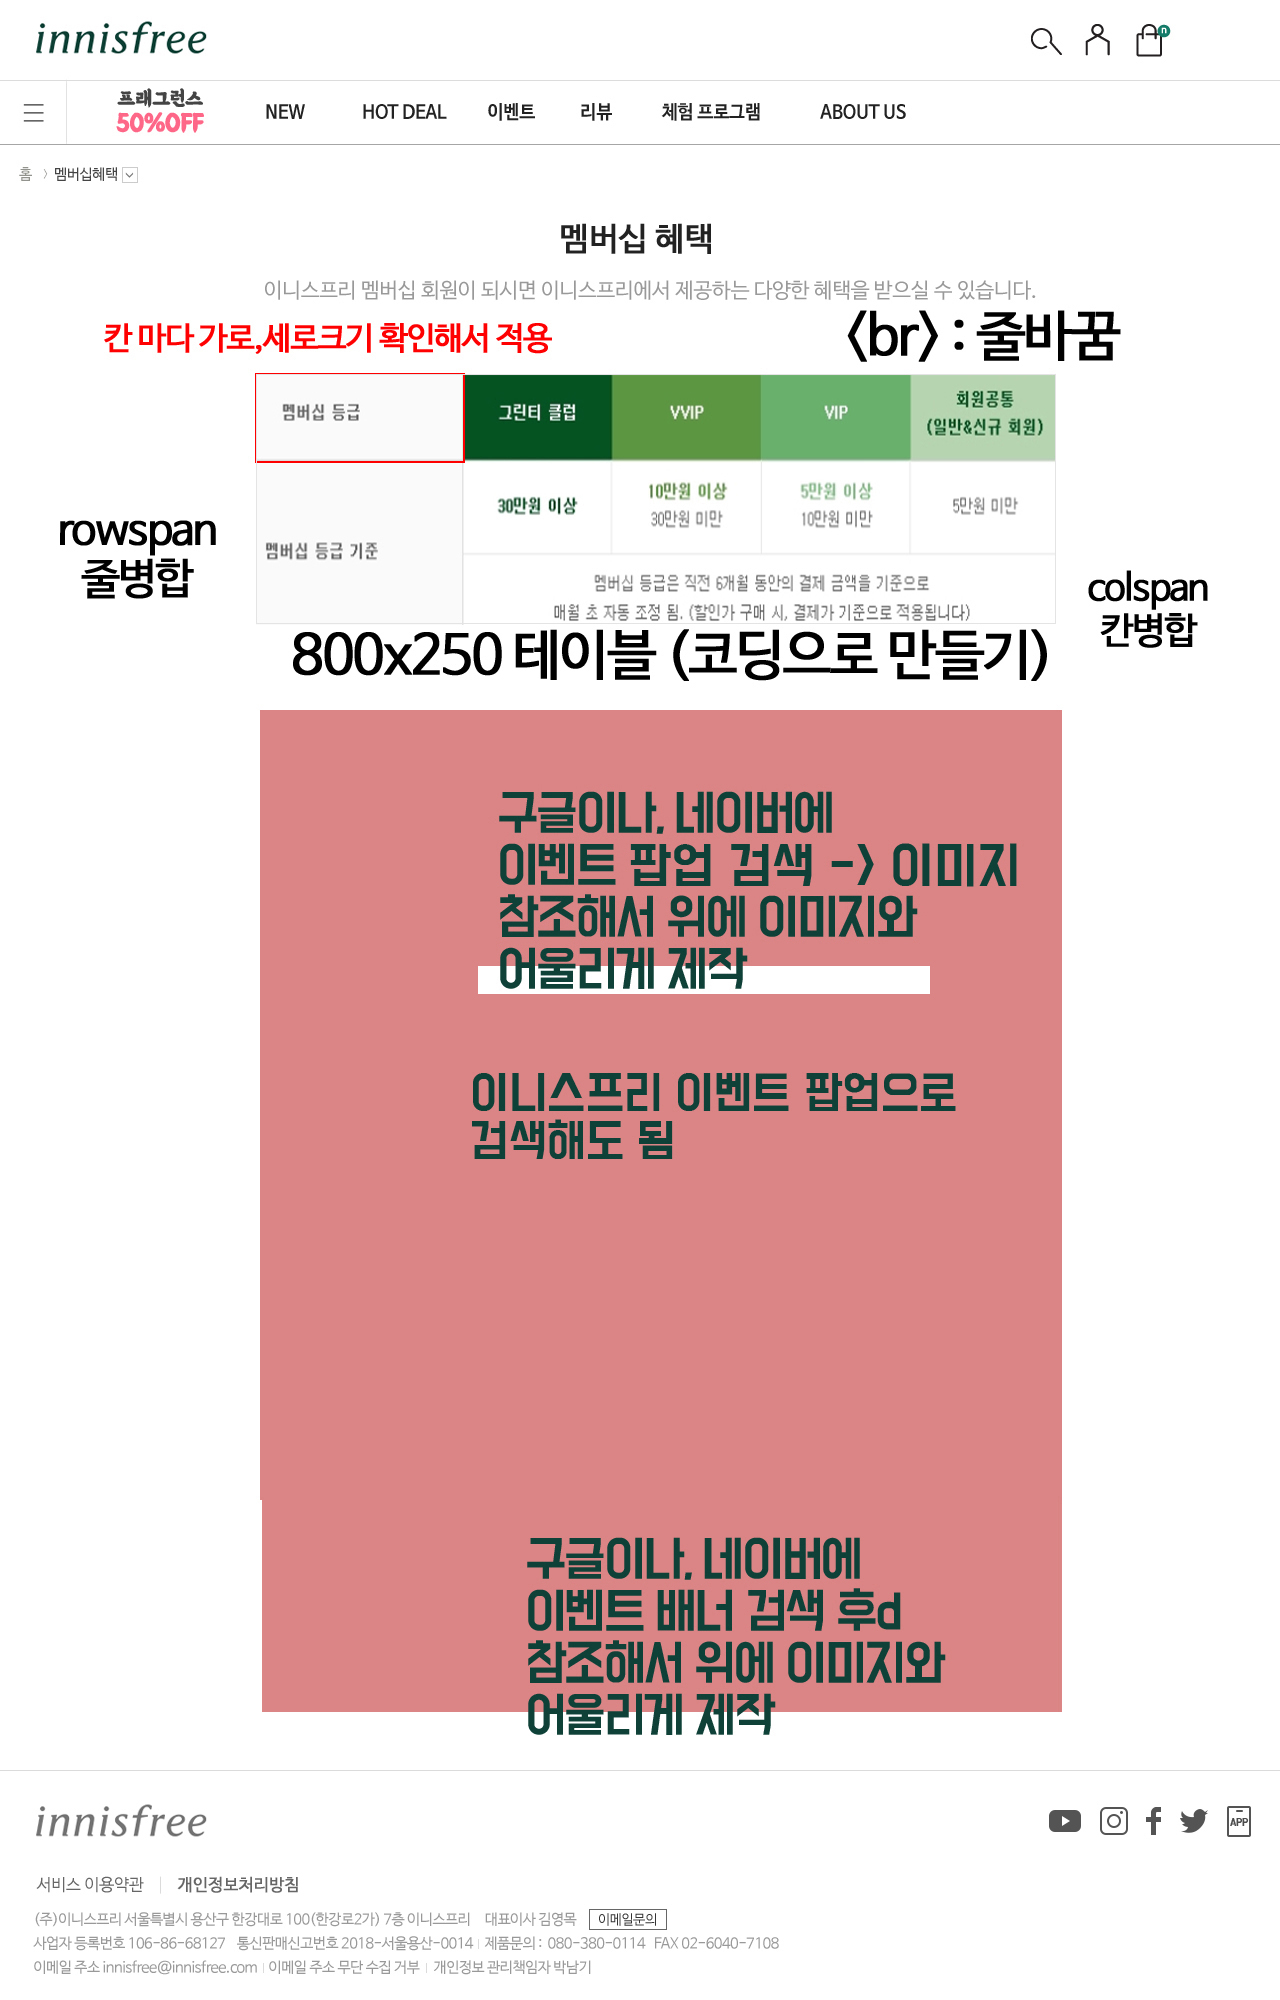 innisfree
n
프래그런스
50%OFF
NEW HOT DEAL 이벤트 리뷰 체험 프로그램 ABOUT US
홈 > 멤버십혜택
멤버십 혜택
이니스프리 멤버십 회원이 되시면 이니스프리에서 제공하는 다양한 혜택을 받으실 수 있습니다.
칸 마다 가로,세로크기 확인해서 적용
<br> : 줄바꿈
멤버십 등급 그린티 클럽 VVIP VIP 회원공통
(일반&신규 회원)
30만원 이상 10만원 이상 5만원 이상 5만원 미만
30만원 미만 10만원 미만
멤버십 등급 기준
멤버십 등급은 직전 6개월 동안의 결제 금액을 기준으로
매월 초 자동 조정 됨. (할인가 구매 시, 결제가 기준으로 적용됩니다)
rowspan
줄병합
colspan
칸병합
800x250 테이블 (코딩으로 만들기)
구글이나, 네이버에
이벤트 팝업 검색 -> 이미지
참조해서 위에 이미지와
어울리게 제작
이니스프리 이벤트 팝업으로
검색해도 됨
구글이나, 네이버에
이벤트 배너 검색 후d
참조해서 위에 이미지와
어울리게 제작
innisfree
APP
서비스 이용약관 개인정보처리방침
(주)이니스프리 서울특별시 용산구 한강대로 100(한강로2가) 7층 이니스프리 대표이사 김영목 이메일문의
사업자 등록번호 106-86-68127 통신판매신고번호 2018-서울용산-0014 제품문의 : 080-380-0114 FAX 02-6040-7108
이메일 주소 innisfree@innisfree.com 이메일 주소 무단 수집 거부 개인정보 관리책임자 박남기